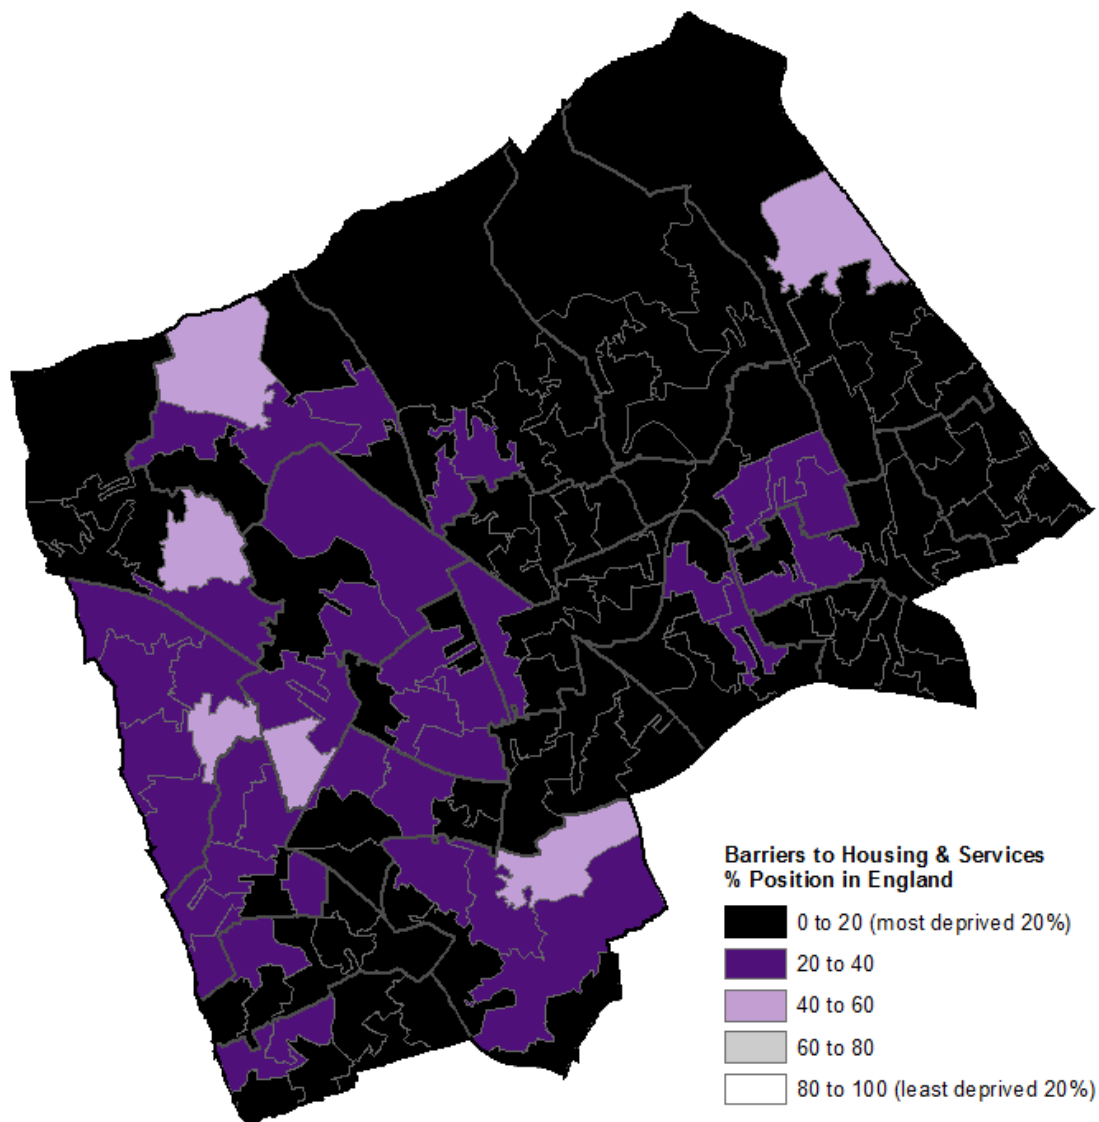 Barriers to Housing & Services
% Position in England
0 to 20 (most deprived 20%)
20 to 40
40 to 60
60 to 80
80 to 100 (least deprived 20%)